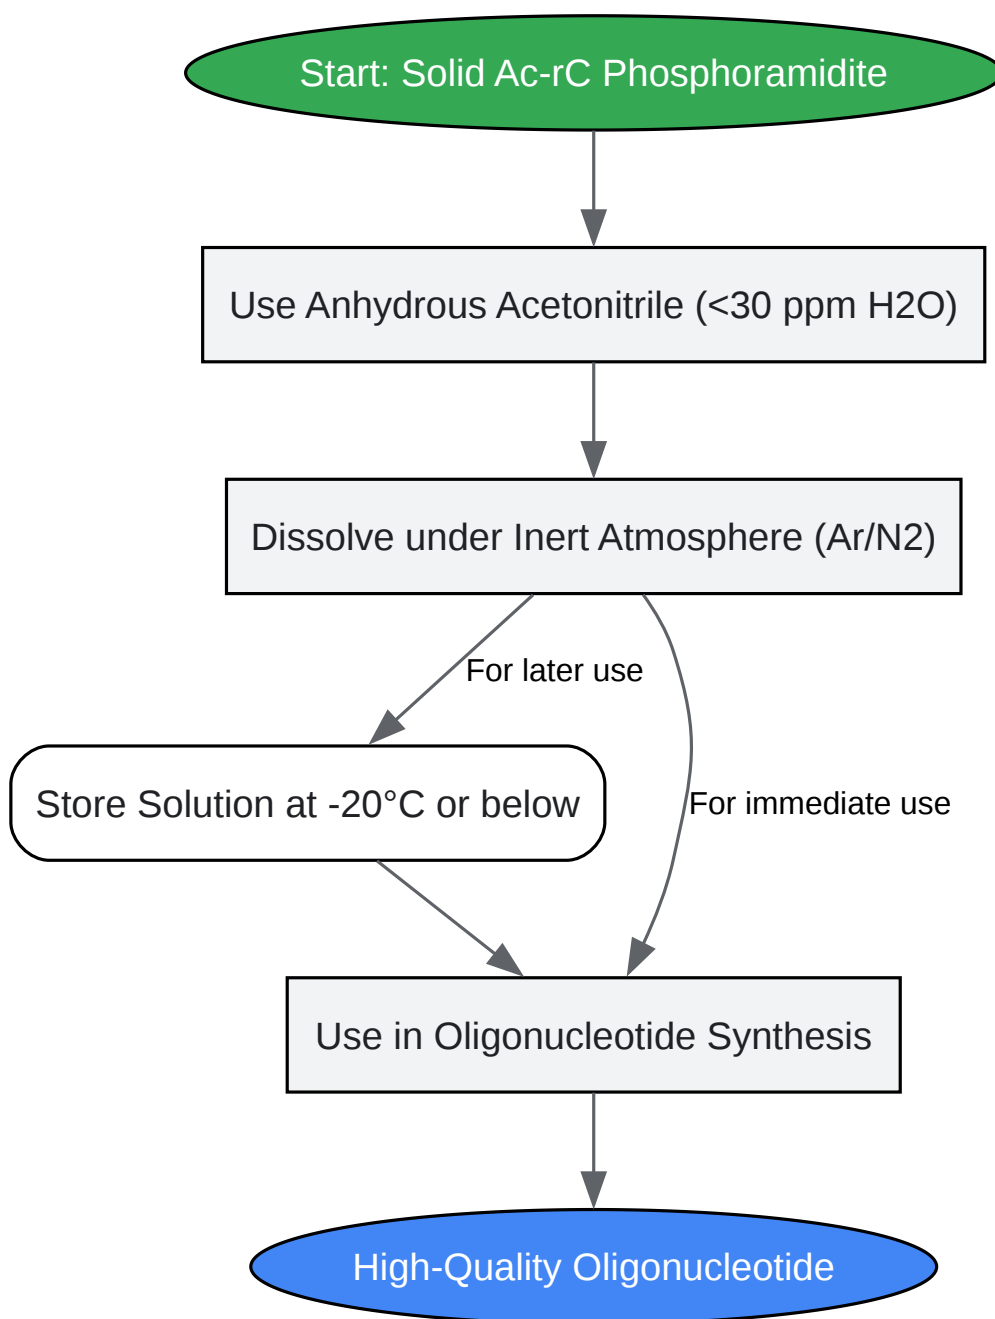 Start: Solid Ac-rC Phosphoramidite
Use Anhydrous Acetonitrile (<30 ppm H2O)
Dissolve under Inert Atmosphere (Ar/N2)
For later use
Store Solution at -20°C or below
For immediate use
Use in Oligonucleotide Synthesis
High-Quality Oligonucleotide